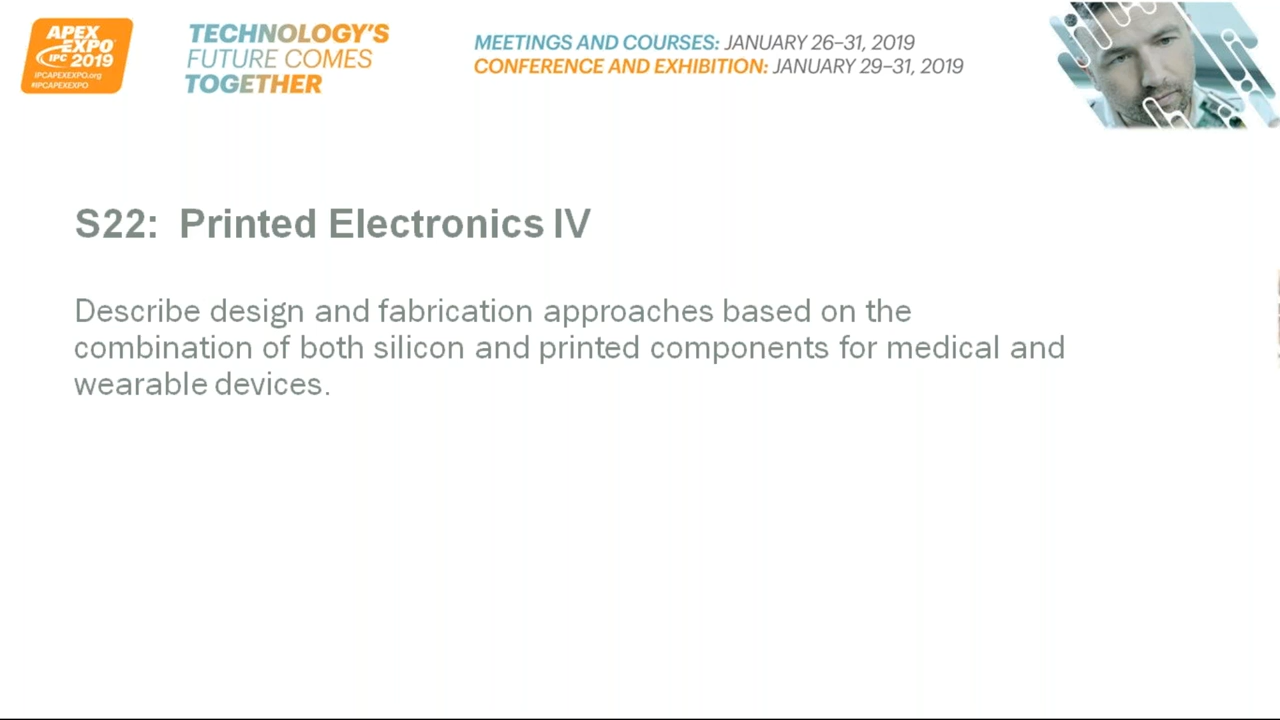 APEX
EXPO
IPC 2019
IPCAPEXEXPO.org
#IPCAPEXEXPO
TECHNOLOGY'S
FUTURE COMES
TOGETHER
MEETINGS AND COURSES: JANUARY 26–31, 2019
CONFERENCE AND EXHIBITION: JANUARY 29–31, 2019
S22: Printed Electronics IV
Describe design and fabrication approaches based on the
combination of both silicon and printed components for medical and
wearable devices.